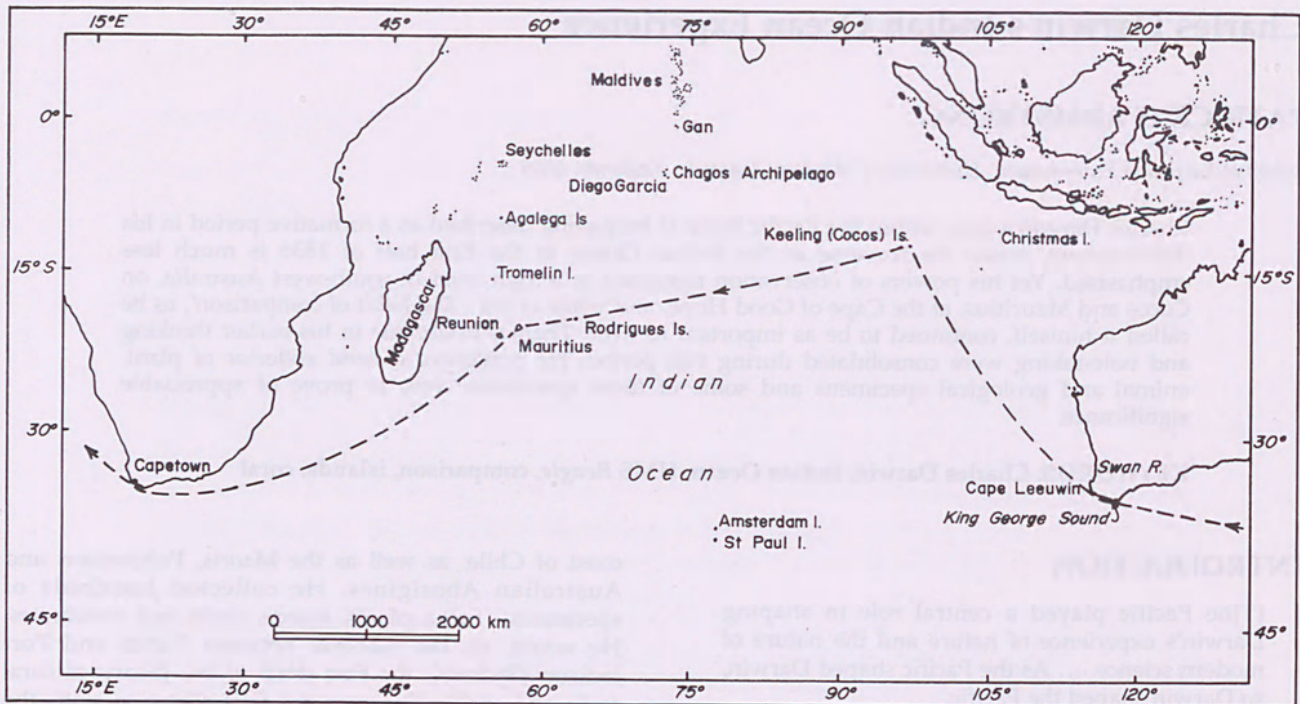 15°E 30° 45° 60° 75° 90° 105° 120°
Maldives
0° 0°
Gan
Seychelles
Chagos Archipelago
Diego Garcia
Agalega Is.
Keeling (Cocos) Is. Christmas I.
15°S Tromelin I. 15°S
Madagascar
Reunion Rodrigues Is.
Mauritius
Indian
30° 30°
Capetown Swan R.
Ocean
Cape Leeuwin
King George Sound
Amsterdam I.
St Paul I.
45° 45°
0 1000 2000 km
15°E 30° 45° 60° 75° 90° 105° 120°